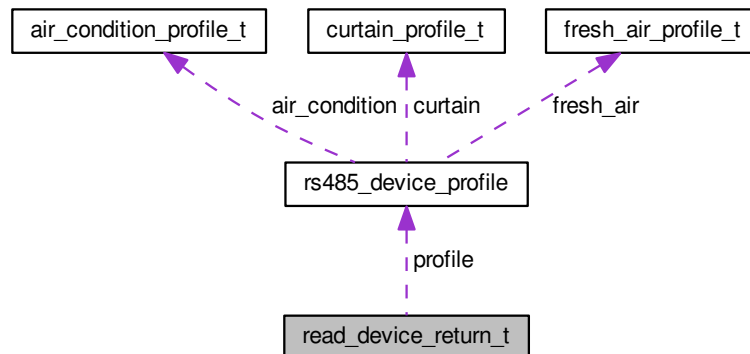 air_condition_profile_t
curtain_profile_t
fresh_air_profile_t
air_condition
curtain
fresh_air
rs485_device_profile
profile
read_device_return_t